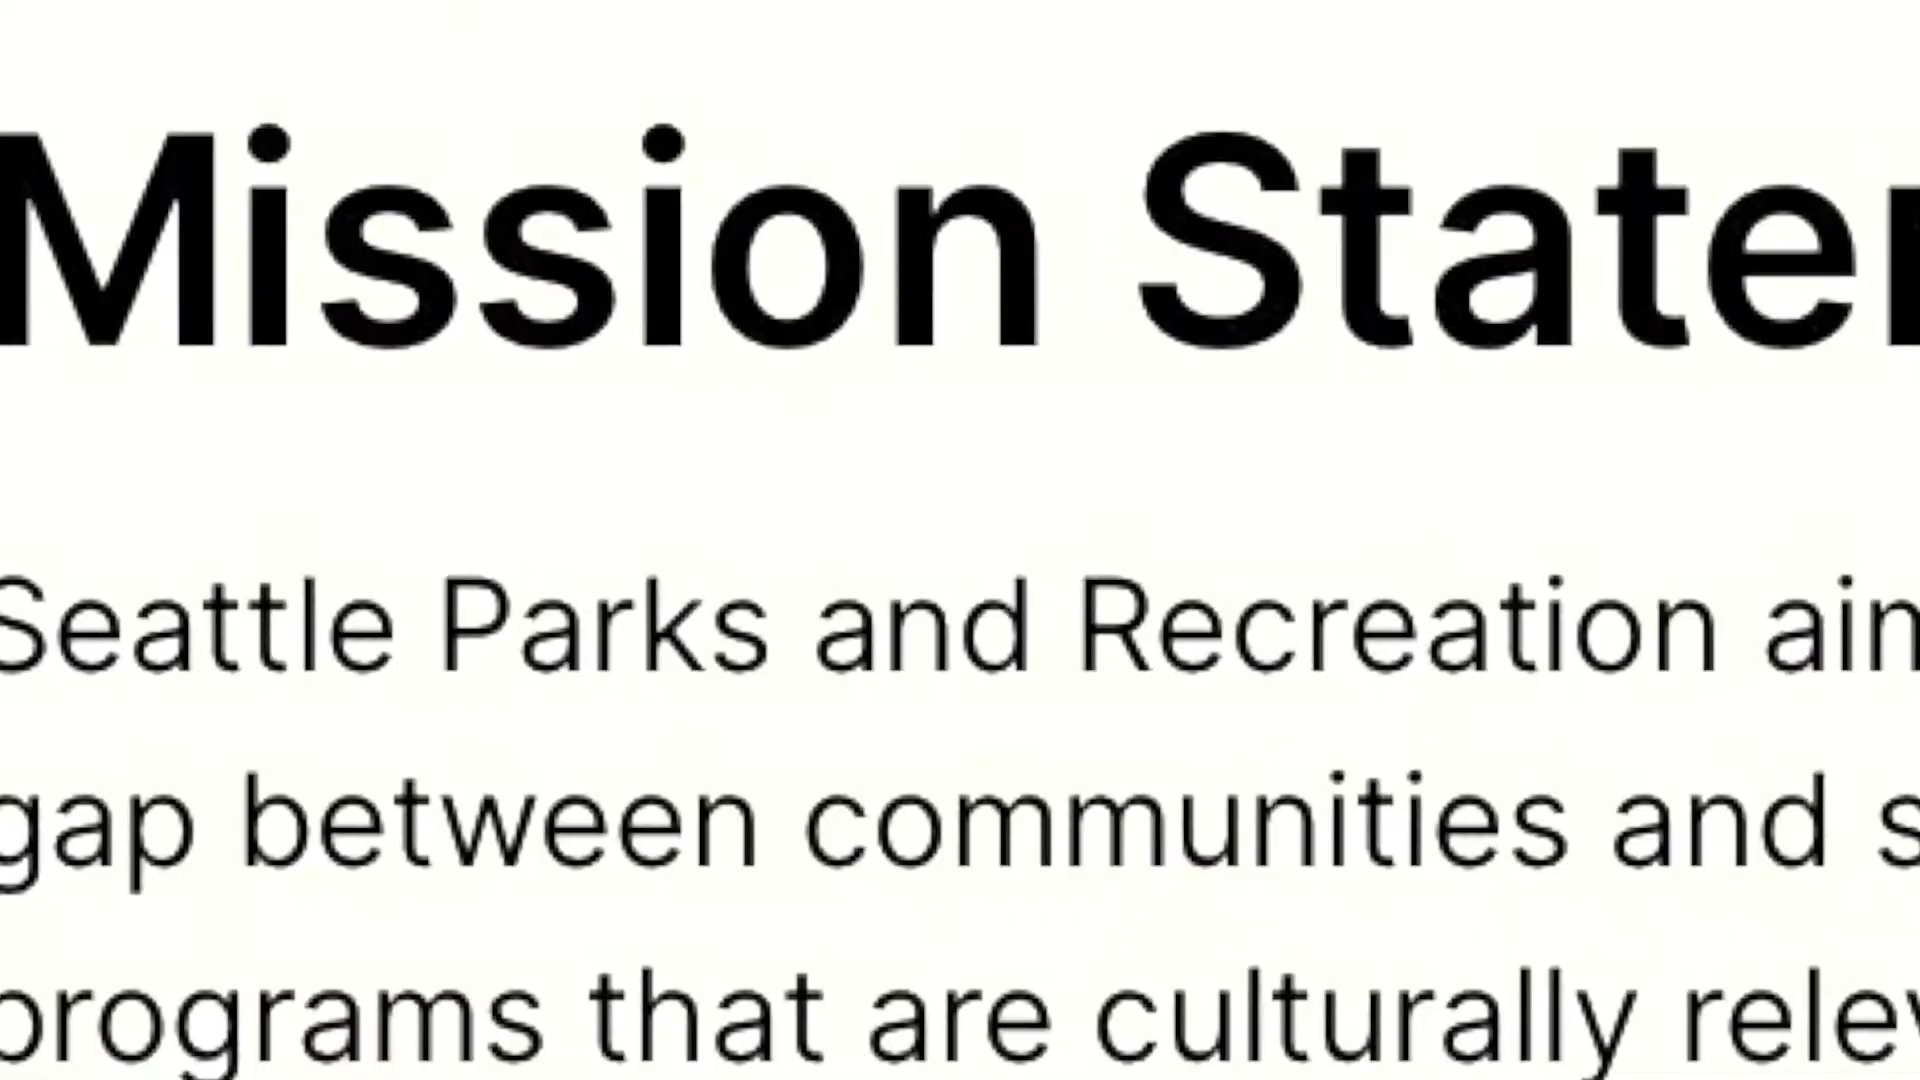 Mission Stater
Seattle Parks and Recreation ain
gap between communities and s
programs that are culturally relev